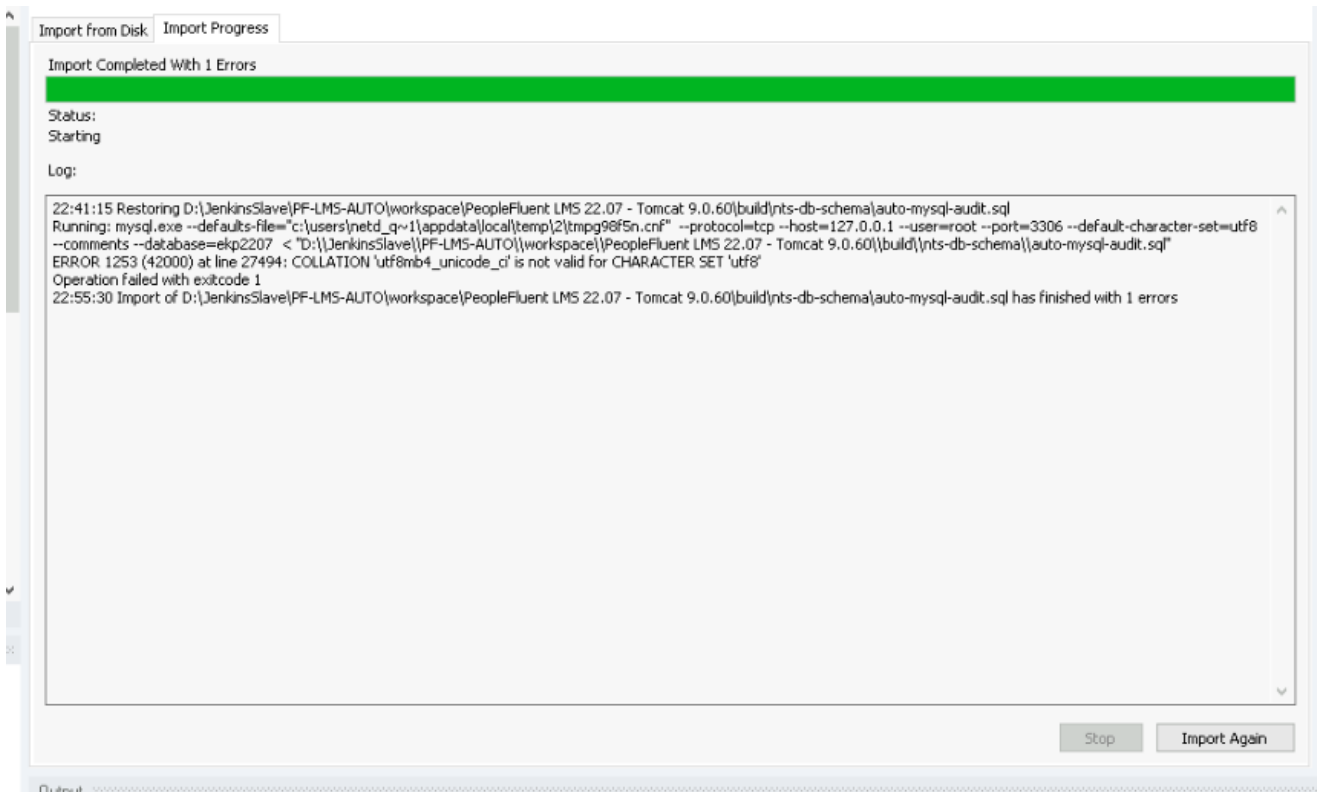 Import from Disk
Import Progress
Import Completed With 1 Errors
Status:
Starting
Log:
22:41:15 Restoring D:\JenkinsSlave\PF-LMS-AUTO\workspace\PeopleFluent LMS 22.07 - Tomcat 9.0.60\build\nts-db-schema\auto-mysql-audit.sql
Running: mysql.exe --defaults-file="c:\users\netd_q~1\appdata\local\temp\2\tmpg98f5n.cnf"  --protocol=tcp --host=127.0.0.1 --user=root --port=3306 --default-character-set=utf8
--comments --database=ekp2207  < "D:\\JenkinsSlave\\PF-LMS-AUTO\\workspace\\PeopleFluent LMS 22.07 - Tomcat 9.0.60\\build\\nts-db-schema\\auto-mysql-audit.sql"
ERROR 1253 (42000) at line 27494: COLLATION 'utf8mb4_unicode_ci' is not valid for CHARACTER SET 'utf8'
Operation failed with exitcode 1
22:55:30 Import of D:\JenkinsSlave\PF-LMS-AUTO\workspace\PeopleFluent LMS 22.07 - Tomcat 9.0.60\build\nts-db-schema\auto-mysql-audit.sql has finished with 1 errors
Stop
Import Again
Output